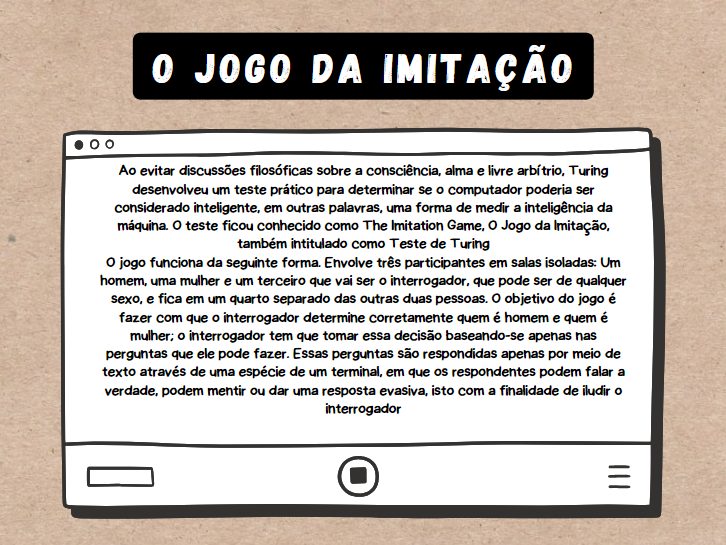 O JOGO DA IMITAÇÃO
Ao evitar discussões filosóficas sobre a consciência, alma e livre arbítrio, Turing
desenvolveu um teste prático para determinar se o computador poderia ser
considerado inteligente, em outras palavras, uma forma de medir a inteligência da
máquina. O teste ficou conhecido como The Imitation Game, O Jogo da Imitação,
também intitulado como Teste de Turing
O jogo funciona da seguinte forma. Envolve três participantes em salas isoladas: Um
homem, uma mulher e um terceiro que vai ser o interrogador, que pode ser de qualquer
sexo, e fica em um quarto separado das outras duas pessoas. O objetivo do jogo é
fazer com que o interrogador determine corretamente quem é homem e quem é
mulher; o interrogador tem que tomar essa decisão baseando-se apenas nas
perguntas que ele pode fazer. Essas perguntas são respondidas apenas por meio de
texto através de uma espécie de um terminal, em que os respondentes podem falar a
verdade, podem mentir ou dar uma resposta evasiva, isto com a finalidade de iludir o
interrogador